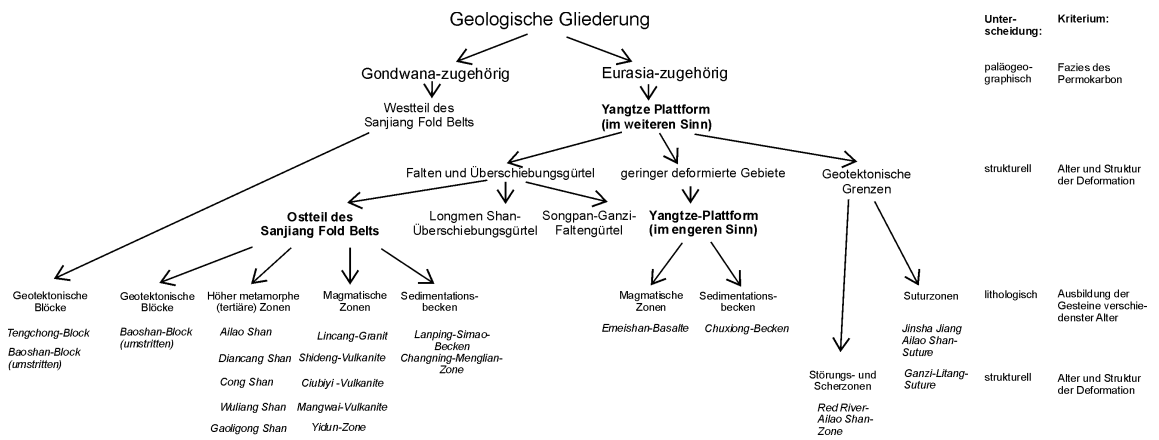 Geologische Gliederung
Unter-
scheidung:
Kriterium:
Gondwana-zugehörig
Eurasia-zugehörig
paläogeo-
graphisch
Fazies des
Permokarbon
Westteil des
Sanjiang Fold Belts
Yangtze Plattform
(im weiteren Sinn)
Falten und Überschiebungsgürtel
geringer deformierte Gebiete
Geotektonische
Grenzen
strukturell
Alter und Struktur
der Deformation
Ostteil des
Sanjiang Fold Belts
Longmen Shan-
Überschiebungsgürtel
Songpan-Ganzi-
Faltengürtel
Yangtze-Plattform
(im engeren Sinn)
Geotektonische
Blöcke
Geotektonische
Blöcke
Höher metamorphe
(tertiäre) Zonen
Magmatische
Zonen
Sedimentations-
becken
Magmatische
Zonen
Sedimentations-
becken
Suturzonen
lithologisch
Ausbildung der
Gesteine verschie-
denster Alter
Tengchong-Block
Baoshan-Block
(umstritten)
Baoshan-Block
(umstritten)
Ailao Shan
Diancang Shan
Cong Shan
Wuliang Shan
Gaoligong Shan
Lincang-Granit
Shideng-Vulkanite
Ciubiyi -Vulkanite
Mangwai-Vulkanite
Yidun-Zone
Lanping-Simao-
Becken
Changning-Menglian-
Zone
Emeishan-Basalte
Chuxiong-Becken
Jinsha Jiang
Ailao Shan-
Suture
Ganzi-Litang-
Suture
Störungs- und
Scherzonen
strukturell
Alter und Struktur
der Deformation
Red River-
Ailao Shan-
Zone